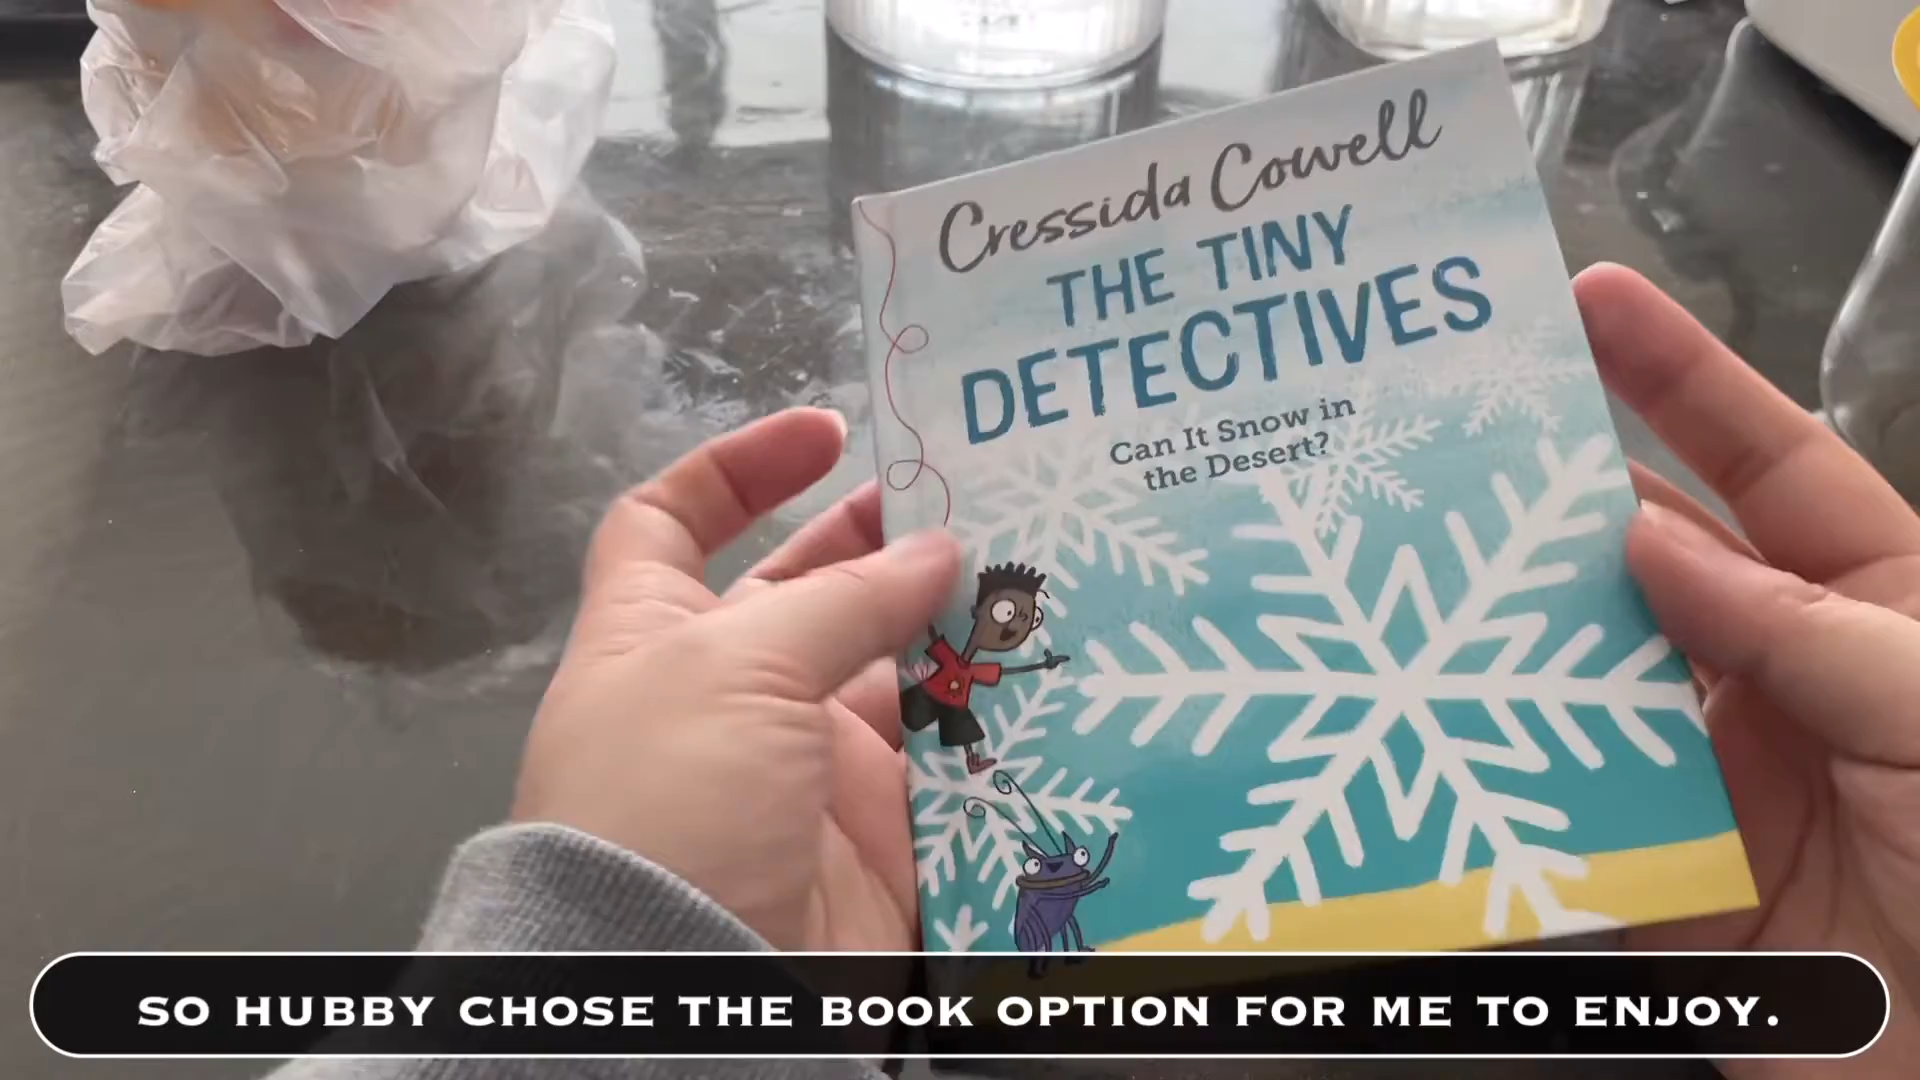 Cressida Cowell
THE TINY
DETECTIVES
Can It Snow in
the Desert?
SO HUBBY CHOSE THE BOOK OPTION FOR ME TO ENJOY.